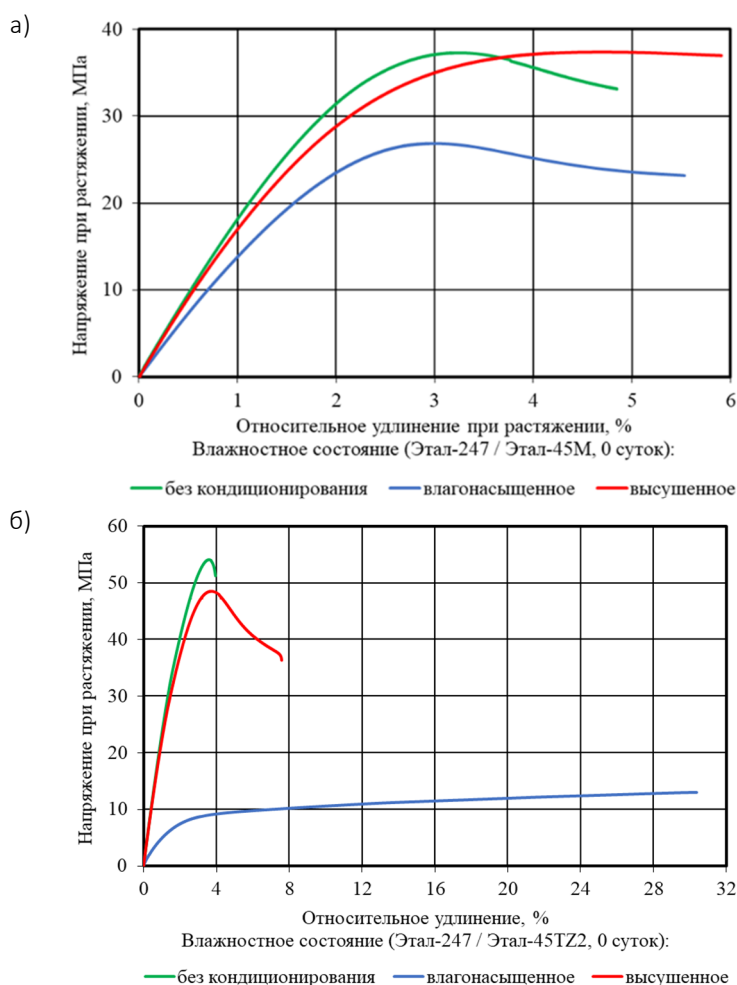 а)
Напряжение при растяжении, МПа
40
30
20
10
0
0 1 2 3 4 5 6
Относительное удлинение при растяжении, %
Влажностное состояние (Этал-247 / Этал-45М, 0 суток):
без кондиционирования влагонасыщенное высушенное
б)
Напряжение при растяжении, МПа
60
50
40
30
20
10
0
0 4 8 12 16 20 24 28 32
Относительное удлинение, %
Влажностное состояние (Этал-247 / Этал-45TZ2, 0 суток):
без кондиционирования влагонасыщенное высушенное